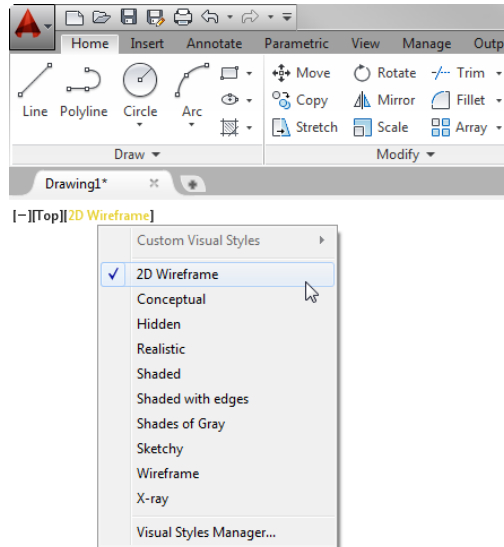 Home Insert Annotate Parametric View Manage Outp
Move Rotate Trim
Copy Mirror Fillet
Line Polyline Circle Arc
Stretch Scale Array
Draw Modify
Drawing1*
[−][Top][2D Wireframe]
Custom Visual Styles
2D Wireframe
Conceptual
Hidden
Realistic
Shaded
Shaded with edges
Shades of Gray
Sketchy
Wireframe
X-ray
Visual Styles Manager...